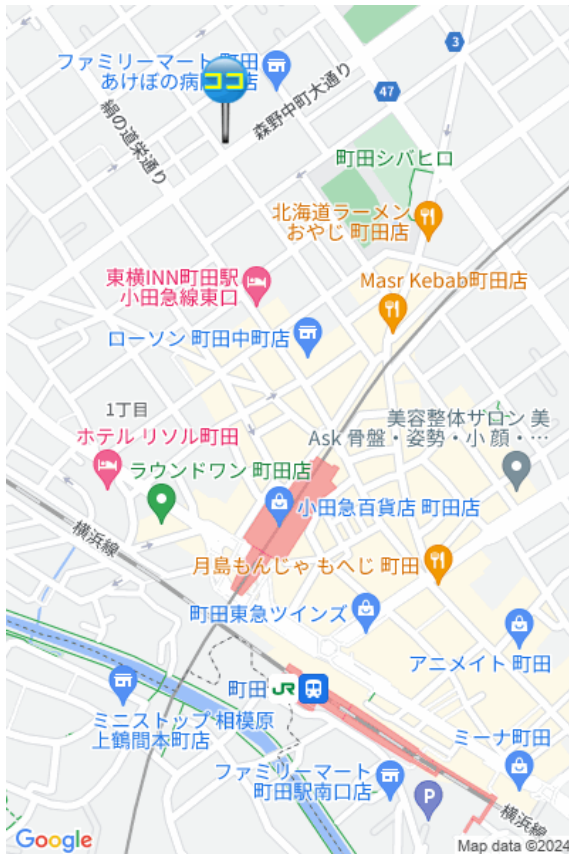 3
ファミリーマート 町田
あけぼの病
店
ココ
47
森野中町大通り
絹の道栄通り
町田シバヒロ
北海道ラーメン
おやじ 町田店
東横INN町田駅
小田急線東口
Masr Kebab町田店
ローソン 町田中町店
1丁目
美容整体サロン 美
Ask 骨盤・姿勢・小 顔・…
ホテル リソル町田
ラウンドワン 町田店
小田急百貨店 町田店
横浜線
月島もんじゃ もへじ 町田
町田東急ツインズ
アニメイト 町田
町田 JR
ミニストップ 相模原
上鶴間本町店
ミーナ町田
ファミリーマート
町田駅南口店
P
横浜線
Google
Map data ©2024